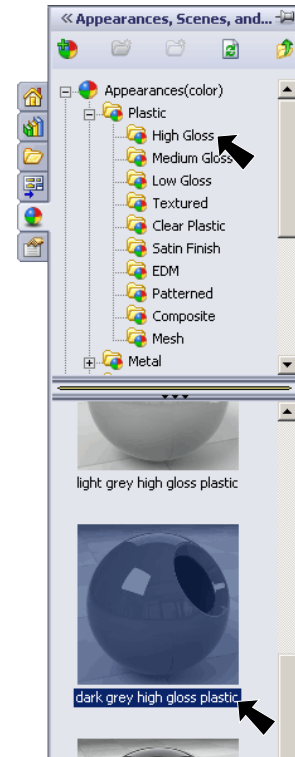 Appearances, Scenes, and...
Appearances(color)
Plastic
High Gloss
Medium Gloss
Low Gloss
Textured
Clear Plastic
Satin Finish
EDM
Patterned
Composite
Mesh
Metal
light grey high gloss plastic
dark grey high gloss plastic